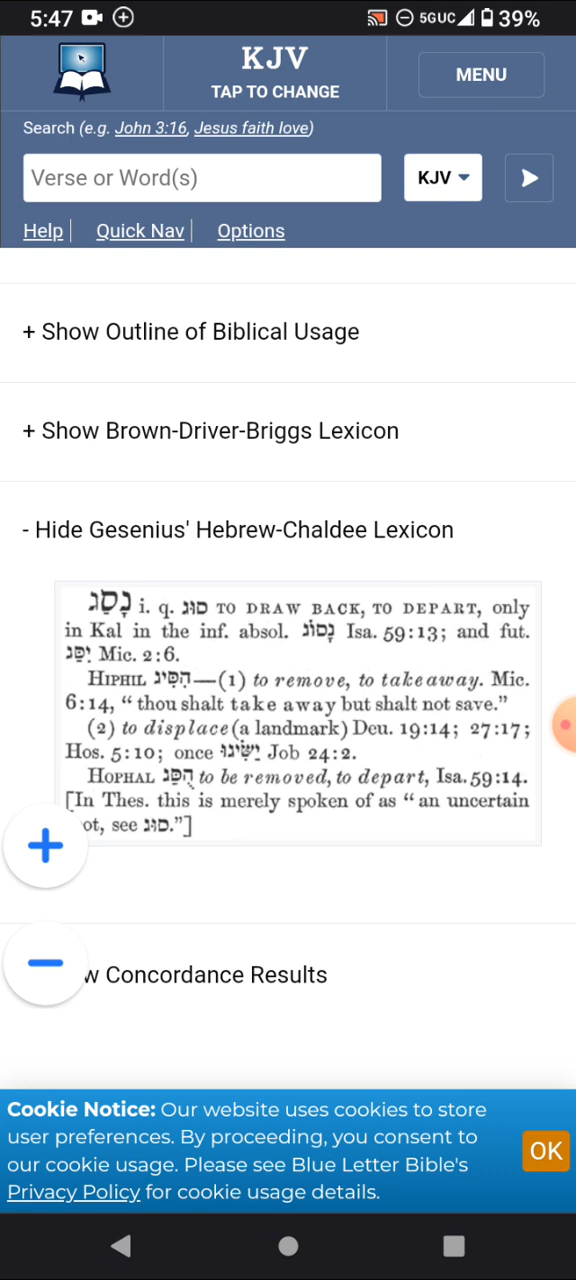 5:47
5GUC 39%
KJV
TAP TO CHANGE
MENU
Search (e.g. John 3:16, Jesus faith love)
Verse or Word(s)
KJV
Help
Quick Nav
Options
+ Show Outline of Biblical Usage
+ Show Brown-Driver-Briggs Lexicon
- Hide Gesenius' Hebrew-Chaldee Lexicon
נָסַג i. q. סוּג TO DRAW BACK, TO DEPART, only
in Kal in the inf. absol. נָסוֹג Isa. 59:13; and fut.
יִסַּג Mic. 2:6.
HIPHIL הִסִּיג—(1) to remove, to take away. Mic.
6:14, “thou shalt take away but shalt not save.”
(2) to displace (a landmark) Deu. 19:14; 27:17;
Hos. 5:10; once יַשִּׂיגוּ Job 24:2.
HOPHAL הֻסַּג to be removed, to depart, Isa. 59:14.
[In Thes. this is merely spoken of as “an uncertain
ot, see סוּג.”]
w Concordance Results
Cookie Notice: Our website uses cookies to store
user preferences. By proceeding, you consent to
our cookie usage. Please see Blue Letter Bible's
Privacy Policy for cookie usage details.
OK